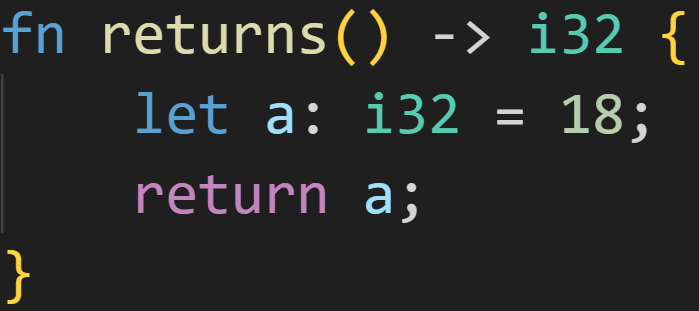 fn returns() -> i32 {
    let a: i32 = 18;
    return a;
}